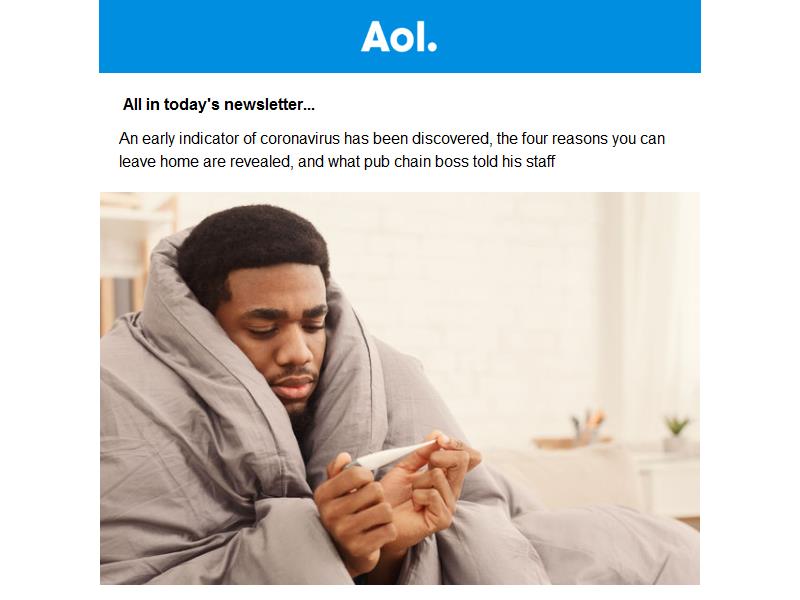 Aol.
All in today's newsletter...
An early indicator of coronavirus has been discovered, the four reasons you can
leave home are revealed, and what pub chain boss told his staff